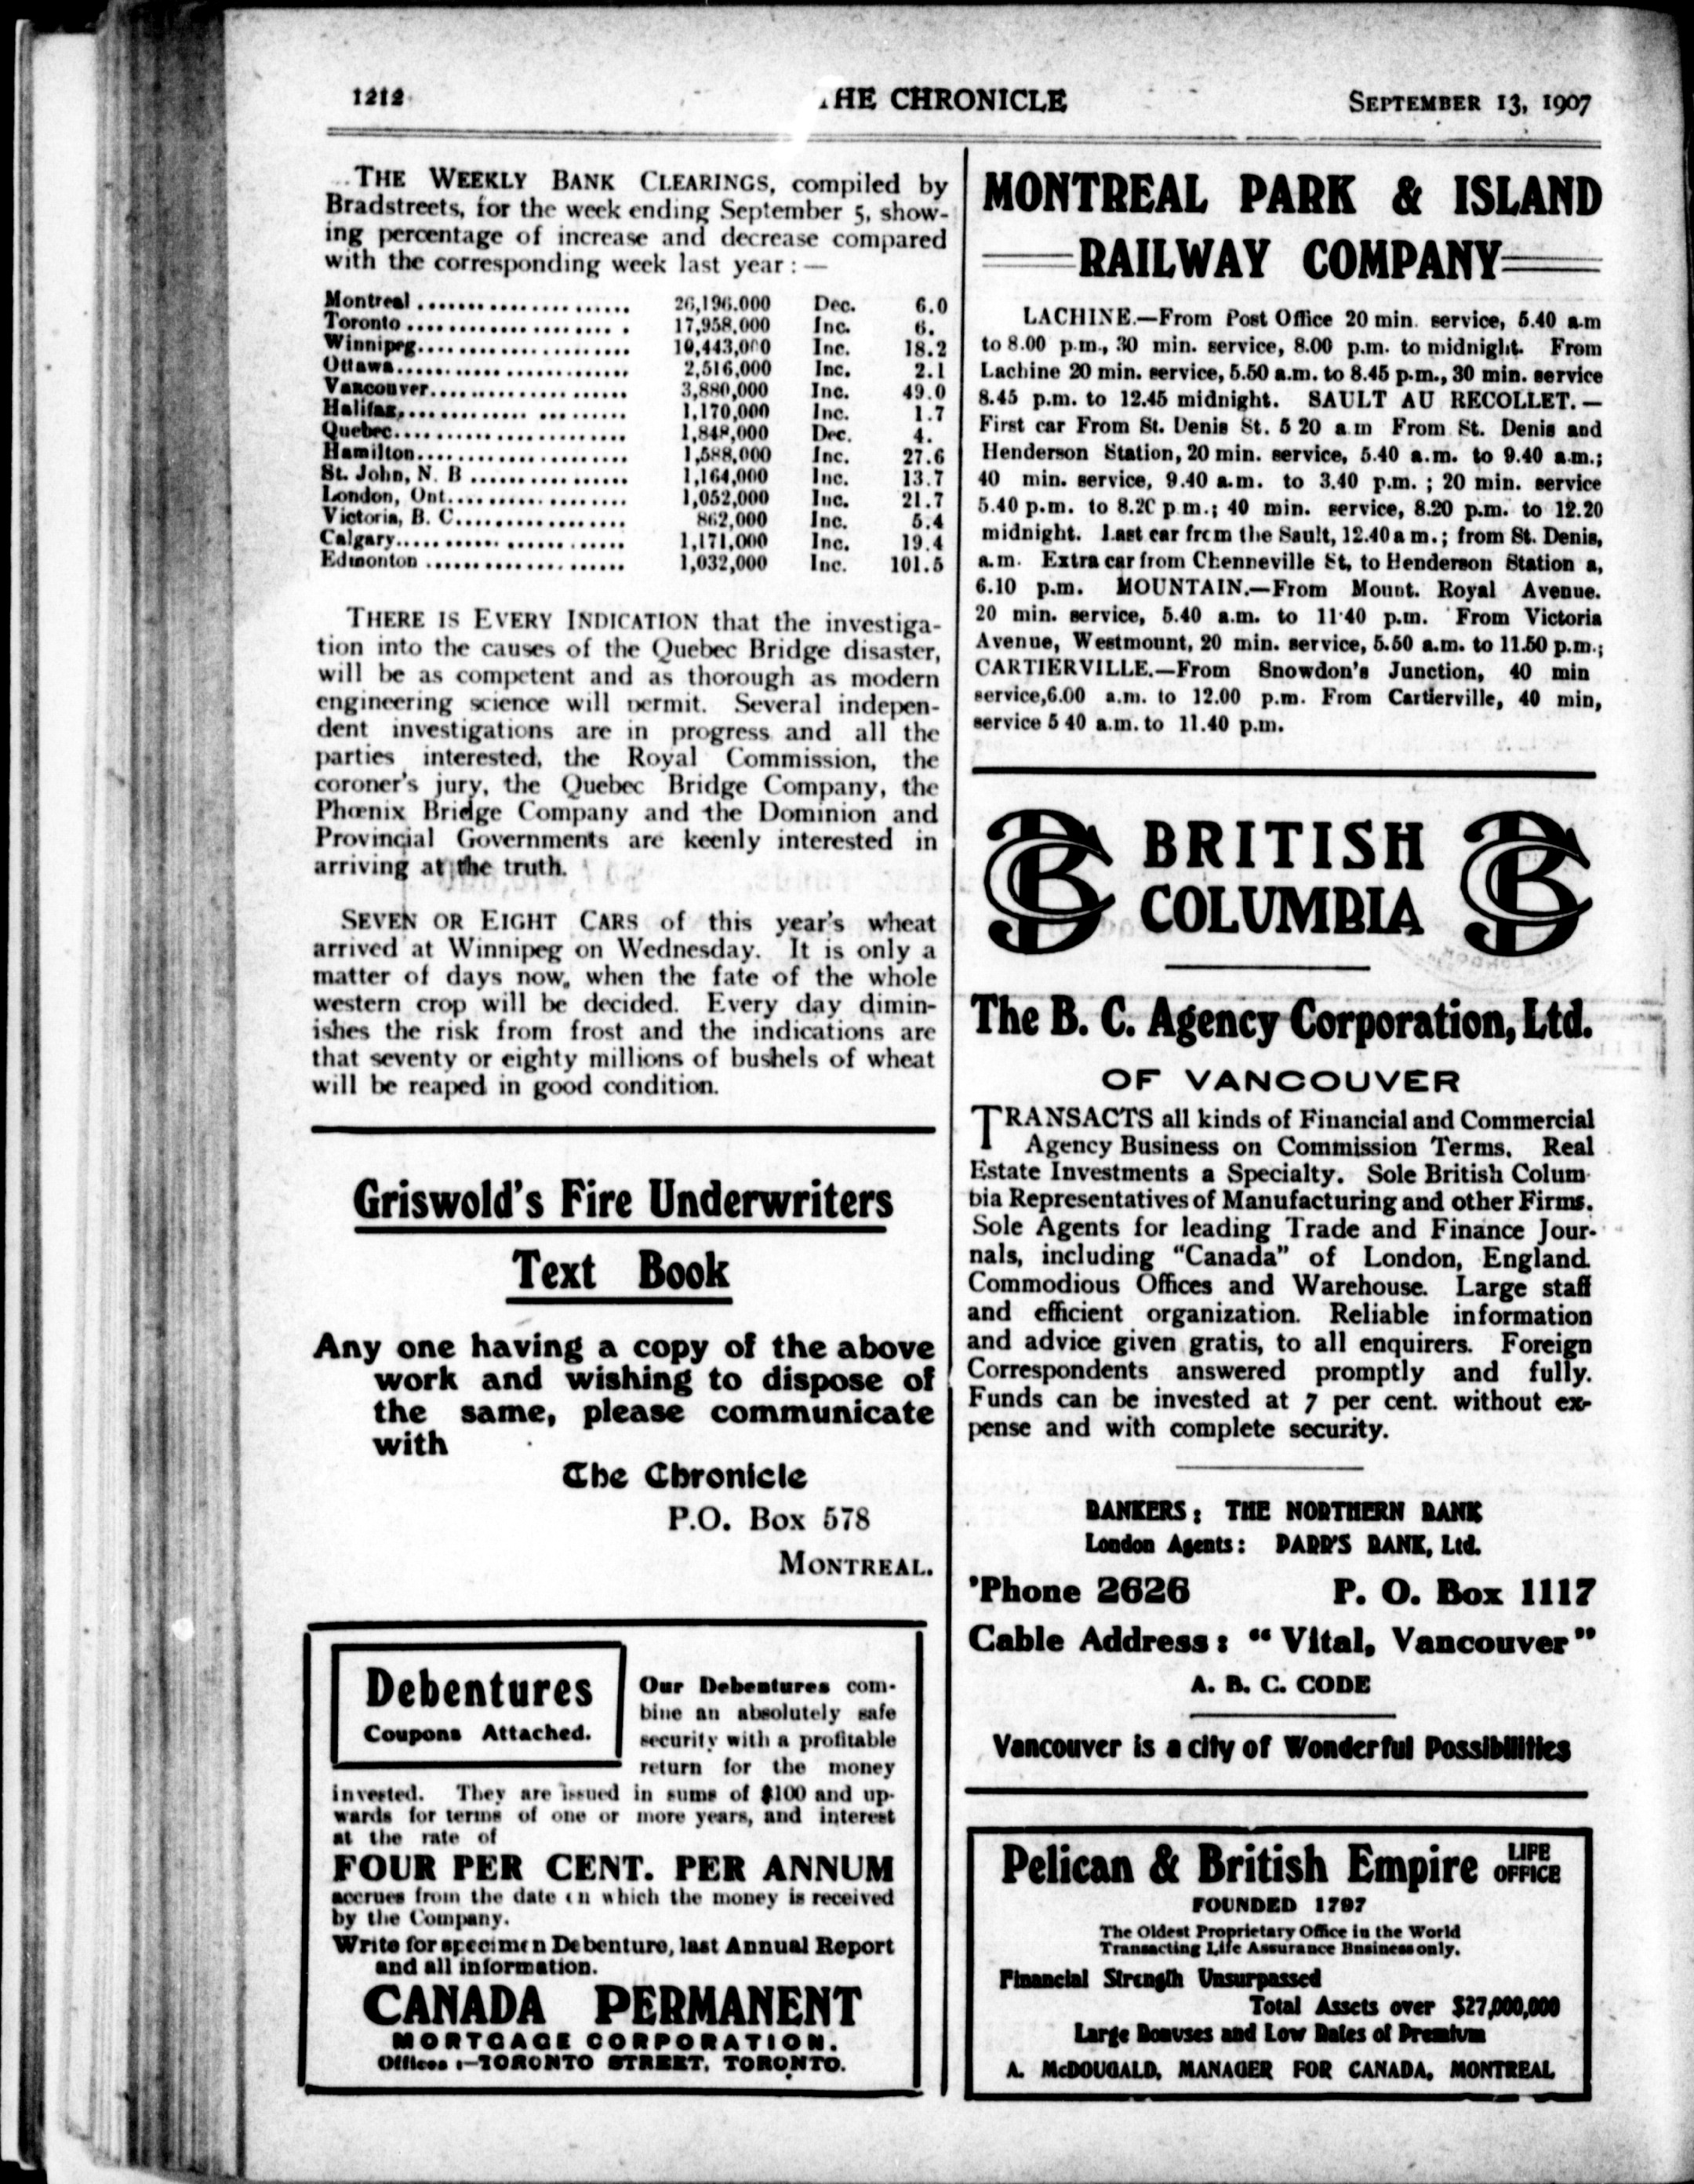 1212
THE CHRONICLE
SEPTEMBER 13, 1907
THE WEEKLY BANK CLEARINGS, compiled by
Bradstreets, for the week ending September 5, show-
ing percentage of increase and decrease compared
with the corresponding week last year :—
Montreal ..................... 26,196,000 Dec. 6.0
Toronto ..................... 17,958,000 Inc. 6.
Winnipeg..................... 10,443,000 Inc. 18.2
Ottawa....................... 2,516,000 Inc. 2.1
Vancouver.................... 3,880,000 Inc. 49.0
Halifax...................... 1,170,000 Inc. 1.7
Quebec....................... 1,848,000 Dec. 4.
Hamilton..................... 1,588,000 Inc. 27.6
St. John, N. B ................ 1,164,000 Inc. 13.7
London, Ont.................. 1,052,000 Inc. 21.7
Victoria, B. C................. 862,000 Inc. 5.4
Calgary...................... 1,171,000 Inc. 19.4
Edmonton .................... 1,032,000 Inc. 101.5
THERE IS EVERY INDICATION that the investiga-
tion into the causes of the Quebec Bridge disaster,
will be as competent and as thorough as modern
engineering science will permit. Several indepen-
dent investigations are in progress and all the
parties interested, the Royal Commission, the
coroner's jury, the Quebec Bridge Company, the
Phœnix Bridge Company and the Dominion and
Provincial Governments are keenly interested in
arriving at the truth.
SEVEN OR EIGHT CARS of this year's wheat
arrived at Winnipeg on Wednesday. It is only a
matter of days now, when the fate of the whole
western crop will be decided. Every day dimin-
ishes the risk from frost and the indications are
that seventy or eighty millions of bushels of wheat
will be reaped in good condition.
Griswold's Fire Underwriters
Text Book
Any one having a copy of the above
work and wishing to dispose of
the same, please communicate
with
The Chronicle
P.O. Box 578
MONTREAL.
Debentures
Coupons Attached.
Our Debentures com-
bine an absolutely safe
security with a profitable
return for the money
invested. They are issued in sums of $100 and up-
wards for terms of one or more years, and interest
at the rate of
FOUR PER CENT. PER ANNUM
accrues from the date on which the money is received
by the Company.
Write for specimen Debenture, last Annual Report
and all information.
CANADA PERMANENT
MORTGAGE CORPORATION.
Offices :—TORONTO STREET, TORONTO.
MONTREAL PARK & ISLAND
RAILWAY COMPANY
LACHINE.—From Post Office 20 min. service, 5.40 a.m
to 8.00 p.m., 30 min. service, 8.00 p.m. to midnight. From
Lachine 20 min. service, 5.50 a.m. to 8.45 p.m., 30 min. service
8.45 p.m. to 12.45 midnight. SAULT AU RECOLLET.—
First car From St. Denis St. 5 20 a.m From St. Denis and
Henderson Station, 20 min. service, 5.40 a.m. to 9.40 a.m.;
40 min. service, 9.40 a.m. to 3.40 p.m. ; 20 min. service
5.40 p.m. to 8.20 p.m.; 40 min. service, 8.20 p.m. to 12.20
midnight. Last car from the Sault, 12.40 a m.; from St. Denis,
a.m. Extra car from Chenneville St, to Henderson Station a,
6.10 p.m. MOUNTAIN.—From Mount. Royal Avenue.
20 min. service, 5.40 a.m. to 11·40 p.m. From Victoria
Avenue, Westmount, 20 min. service, 5.50 a.m. to 11.50 p.m.;
CARTIERVILLE.—From Snowdon's Junction, 40 min
service,6.00 a.m. to 12.00 p.m. From Cartierville, 40 min,
service 5 40 a.m. to 11.40 p.m.
BC BRITISH BC
COLUMBIA
The B. C. Agency Corporation, Ltd.
OF VANCOUVER
TRANSACTS all kinds of Financial and Commercial
Agency Business on Commission Terms. Real
Estate Investments a Specialty. Sole British Colum-
bia Representatives of Manufacturing and other Firms.
Sole Agents for leading Trade and Finance Jour-
nals, including "Canada" of London, England.
Commodious Offices and Warehouse. Large staff
and efficient organization. Reliable information
and advice given gratis, to all enquirers. Foreign
Correspondents answered promptly and fully.
Funds can be invested at 7 per cent. without ex-
pense and with complete security.
BANKERS : THE NORTHERN BANK
London Agents : PARR'S BANK, Ltd.
'Phone 2626 P. O. Box 1117
Cable Address : "Vital, Vancouver"
A. B. C. CODE
Vancouver is a city of Wonderful Possibilities
Pelican & British Empire LIFE OFFICE
FOUNDED 1797
The Oldest Proprietary Office in the World
Transacting Life Assurance Business only.
Financial Strength Unsurpassed
Total Assets over $27,000,000
Large Bonuses and Low Rates of Premium
A. McDOUGALD, MANAGER FOR CANADA, MONTREAL